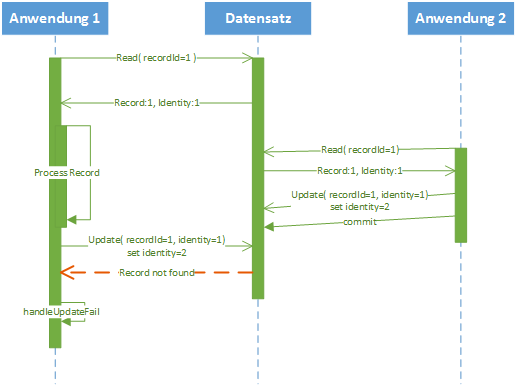 Anwendung 1
Datensatz
Anwendung 2
Read( recordId=1 )
Record:1, Identity:1
Read( recordId=1)
Process Record
Record:1, Identity:1
Update( recordId=1, identity=1)
set identity=2
commit
Update( recordId=1, identity=1)
set identity=2
Record not found
handleUpdateFail